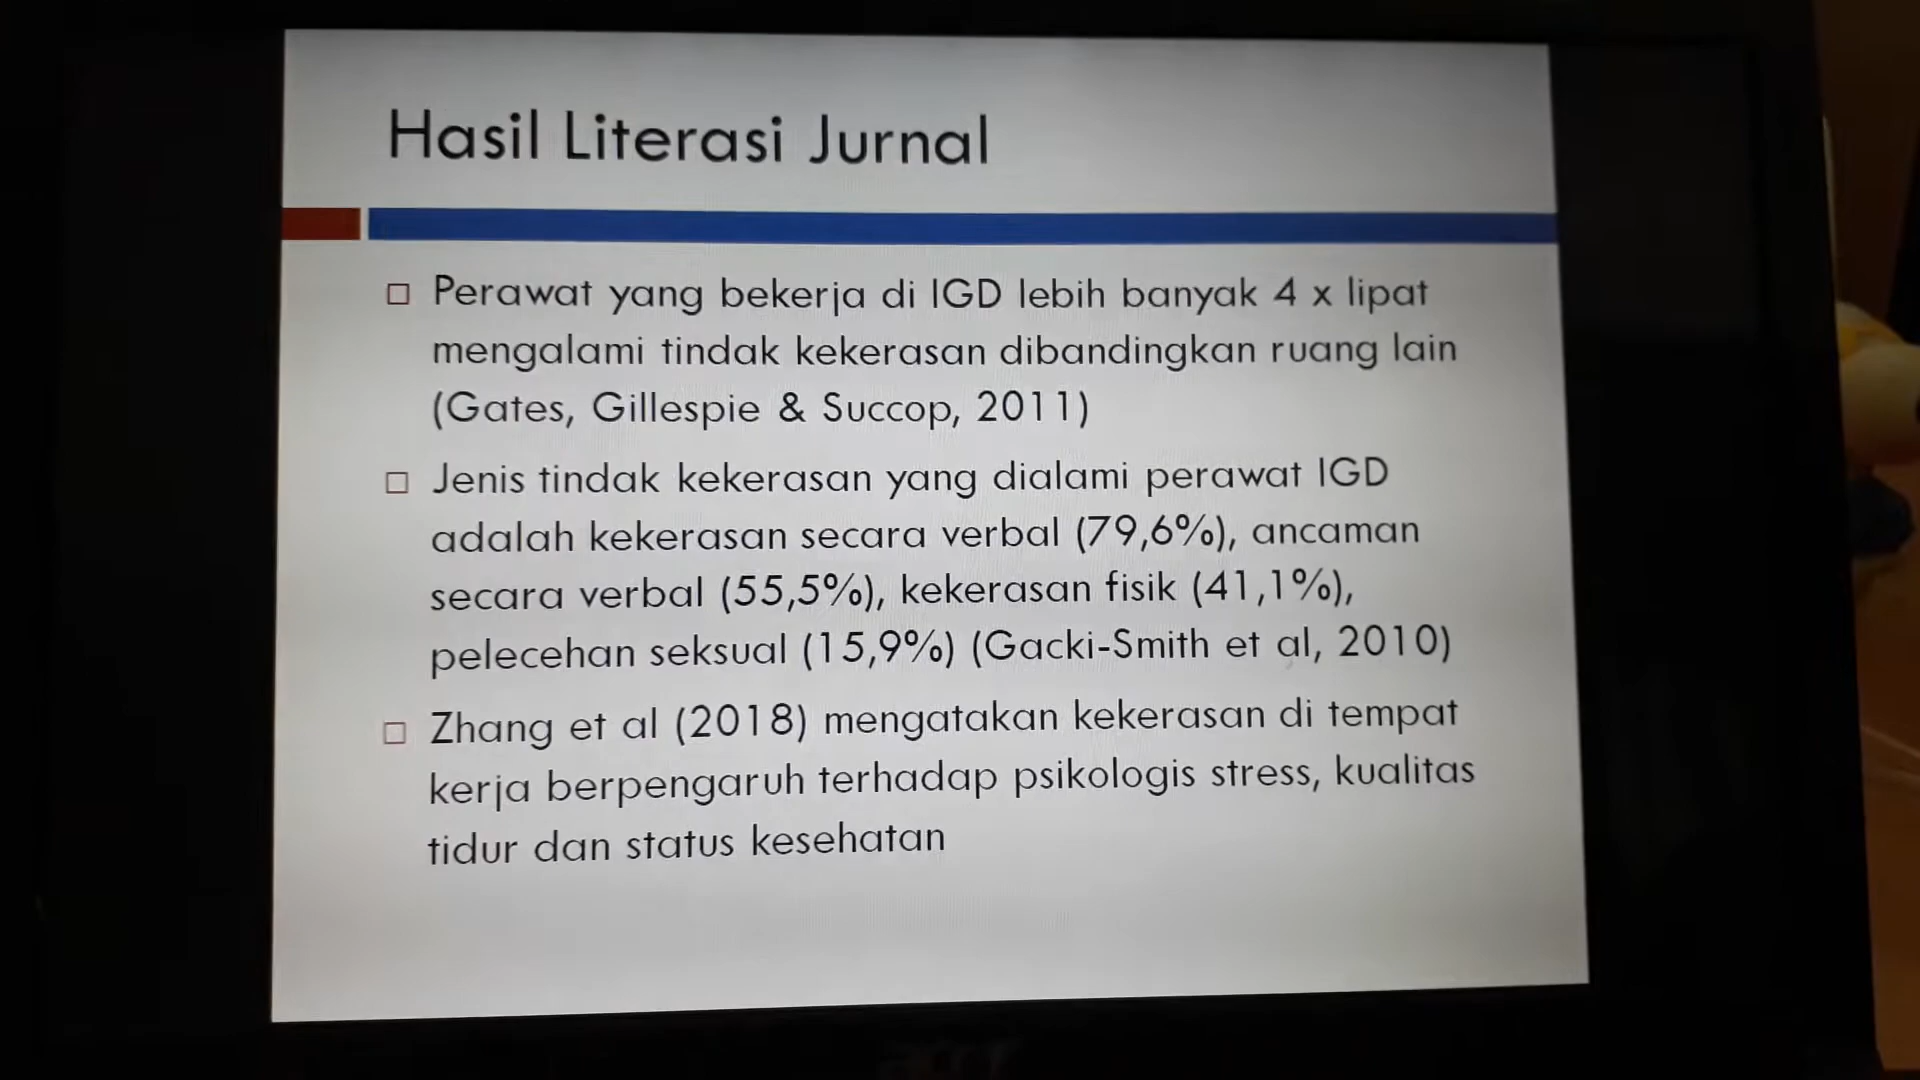 Hasil Literasi Jurnal
Perawat yang bekerja di IGD lebih banyak 4 x lipat
mengalami tindak kekerasan dibandingkan ruang lain
(Gates, Gillespie & Succop, 2011)
Jenis tindak kekerasan yang dialami perawat IGD
adalah kekerasan secara verbal (79,6%), ancaman
secara verbal (55,5%), kekerasan fisik (41,1%),
pelecehan seksual (15,9%) (Gacki-Smith et al, 2010)
Zhang et al (2018) mengatakan kekerasan di tempat
kerja berpengaruh terhadap psikologis stress, kualitas
tidur dan status kesehatan